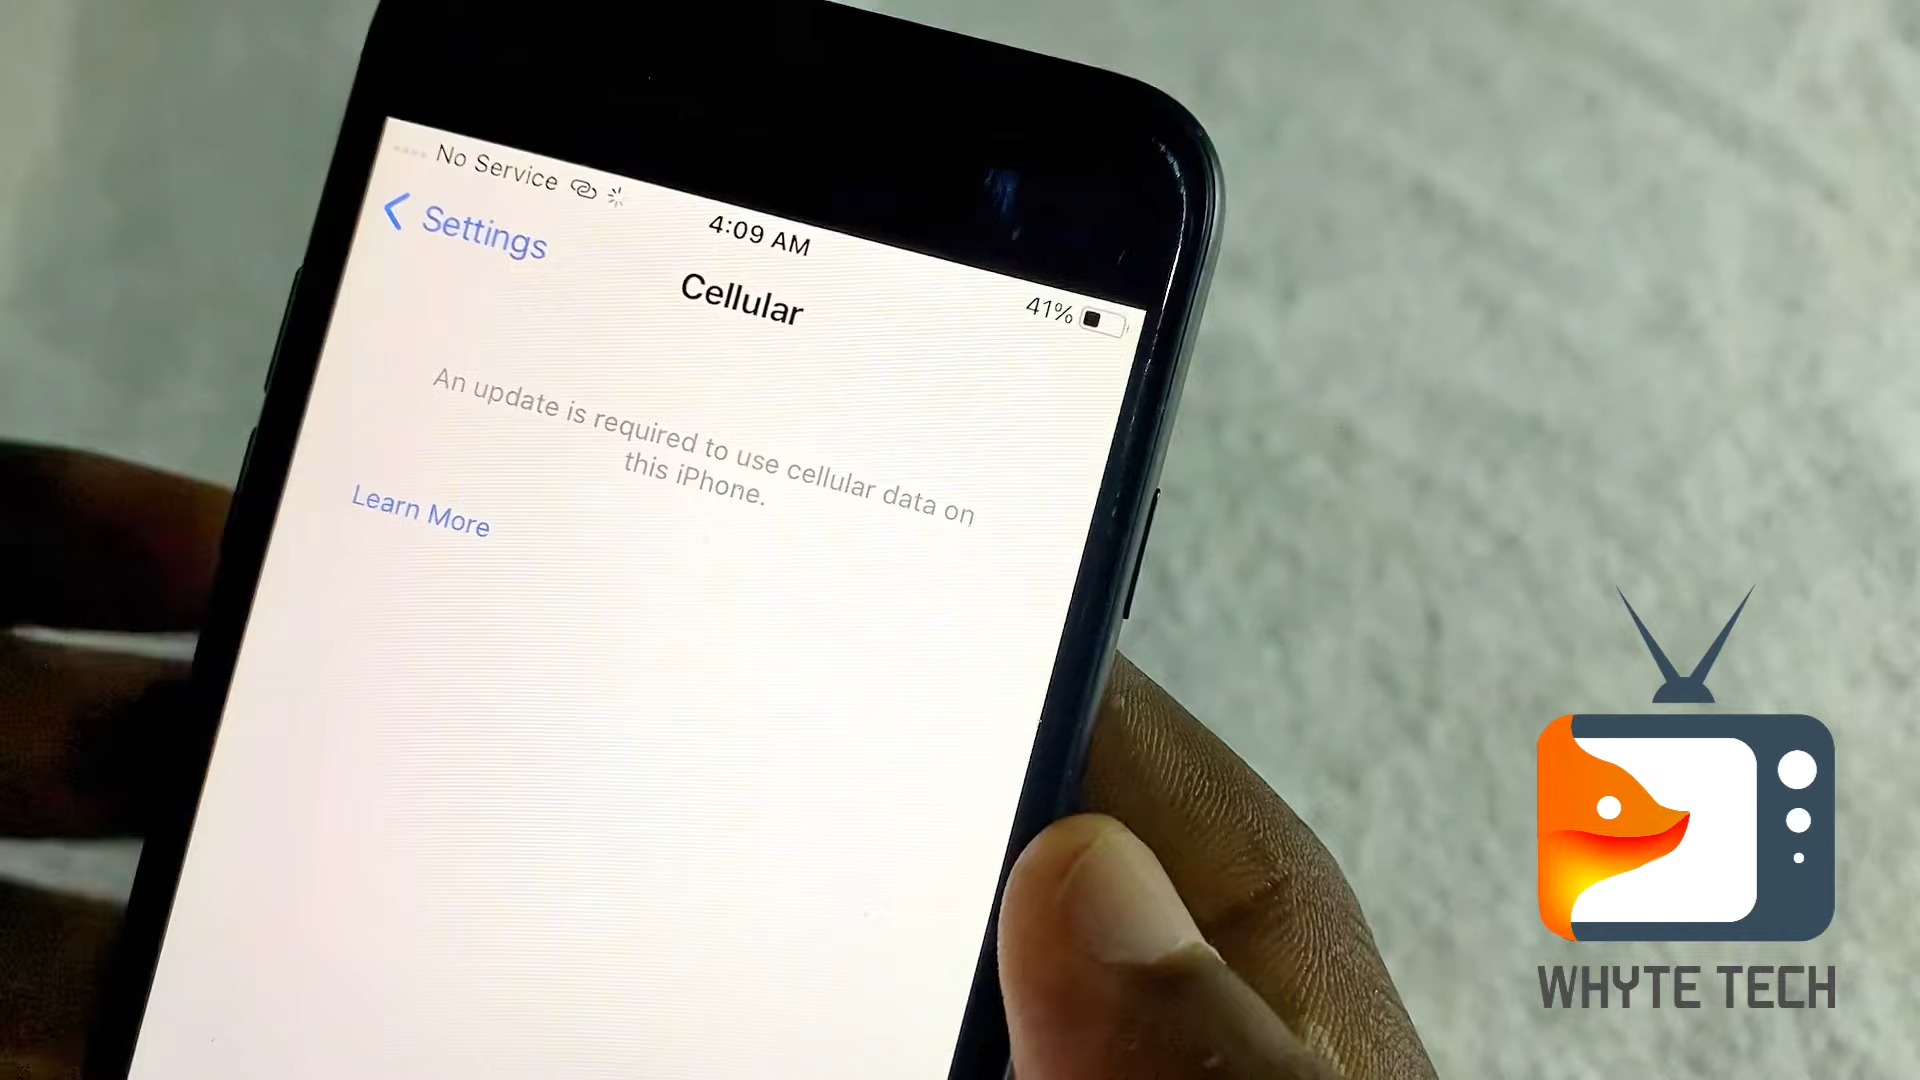 No Service
4:09 AM
41%
Settings
Cellular
An update is required to use cellular data on
this iPhone.
Learn More
WHYTE TECH